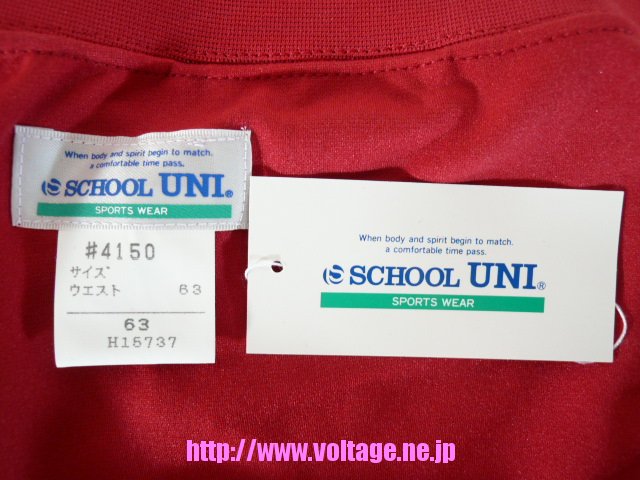 When body and spirit begin to match.
a comfortable time pass.
S SCHOOL UNI®
SPORTS WEAR
#4150
サイズ
ウエスト 63
63
H15737
When body and spirit begin to match.
a comfortable time pass.
S SCHOOL UNI®
SPORTS WEAR
http://www.voltage.ne.jp